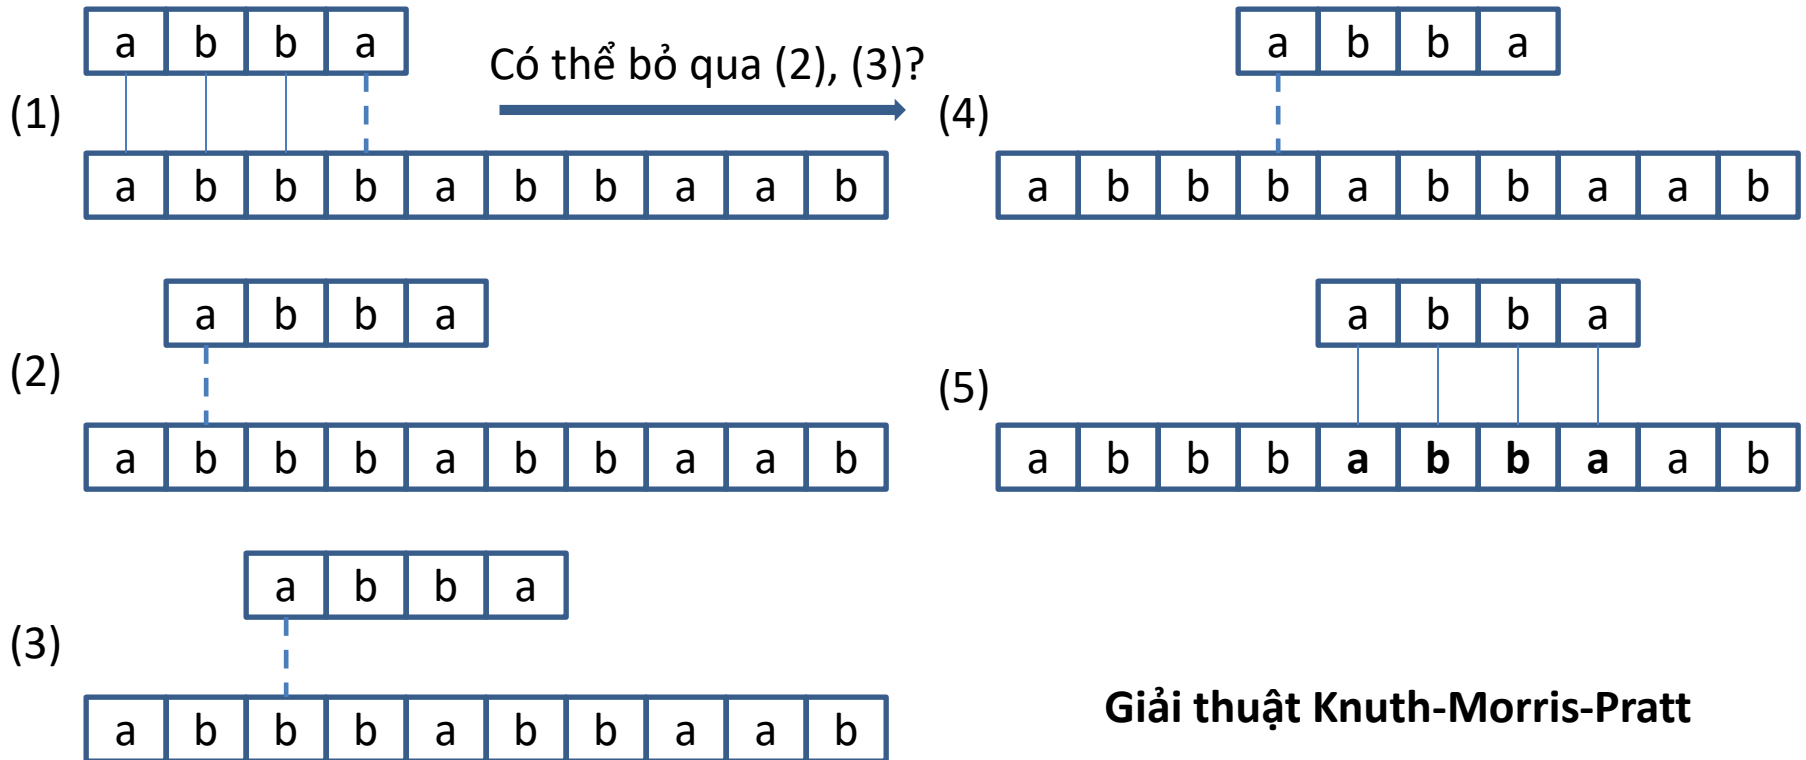 a b b a
Có thể bỏ qua (2), (3)?
(1)
a b b b a b b a a b
a b b a
(2)
a b b b a b b a a b
a b b a
(3)
a b b b a b b a a b
a b b a
(4)
a b b b a b b a a b
a b b a
(5)
a b b b a b b a a b
Giải thuật Knuth-Morris-Pratt